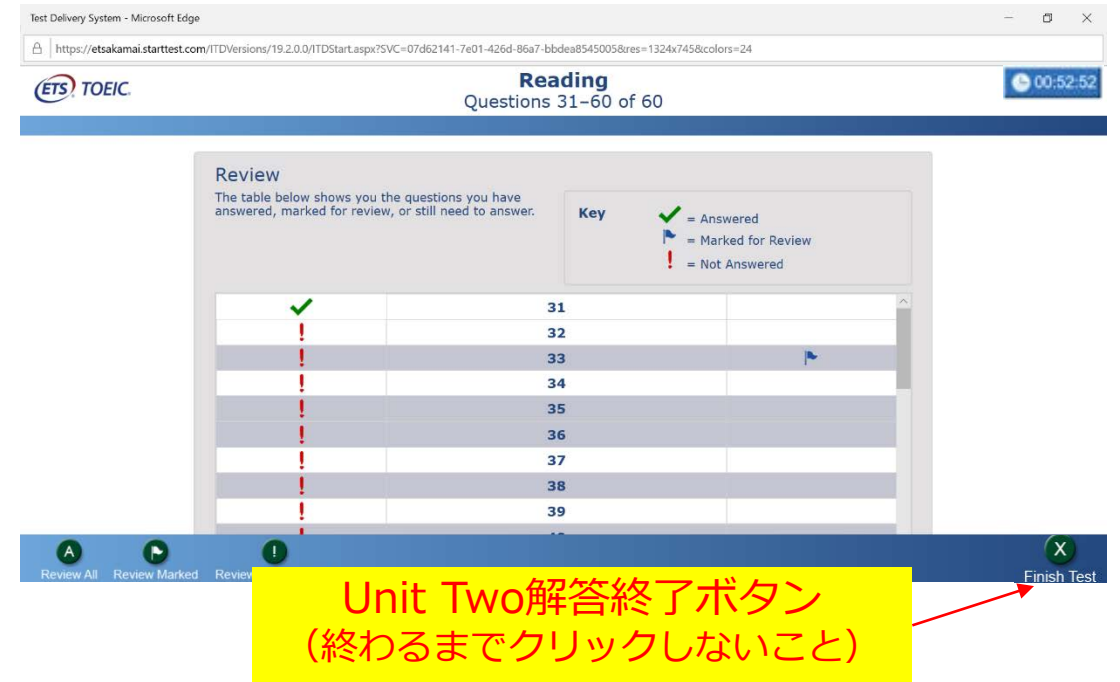 Test Delivery System - Microsoft Edge
https://etsakamai.starttest.com/ITDVersions/19.2.0.0/ITDStart.aspx?SVC=07d62141-7e01-426d-86a7-bbdea8545005&res=1324x745&colors=24
ETS TOEIC.
Reading
00:52:52
Questions 31–60 of 60
Review
The table below shows you the questions you have
answered, marked for review, or still need to answer.
Key
= Answered
= Marked for Review
= Not Answered
31
32
33
34
35
36
37
38
39
A
!
X
Review All
Review Marked
Review
Finish Test
Unit Two解答終了ボタン
（終わるまでクリックしないこと）